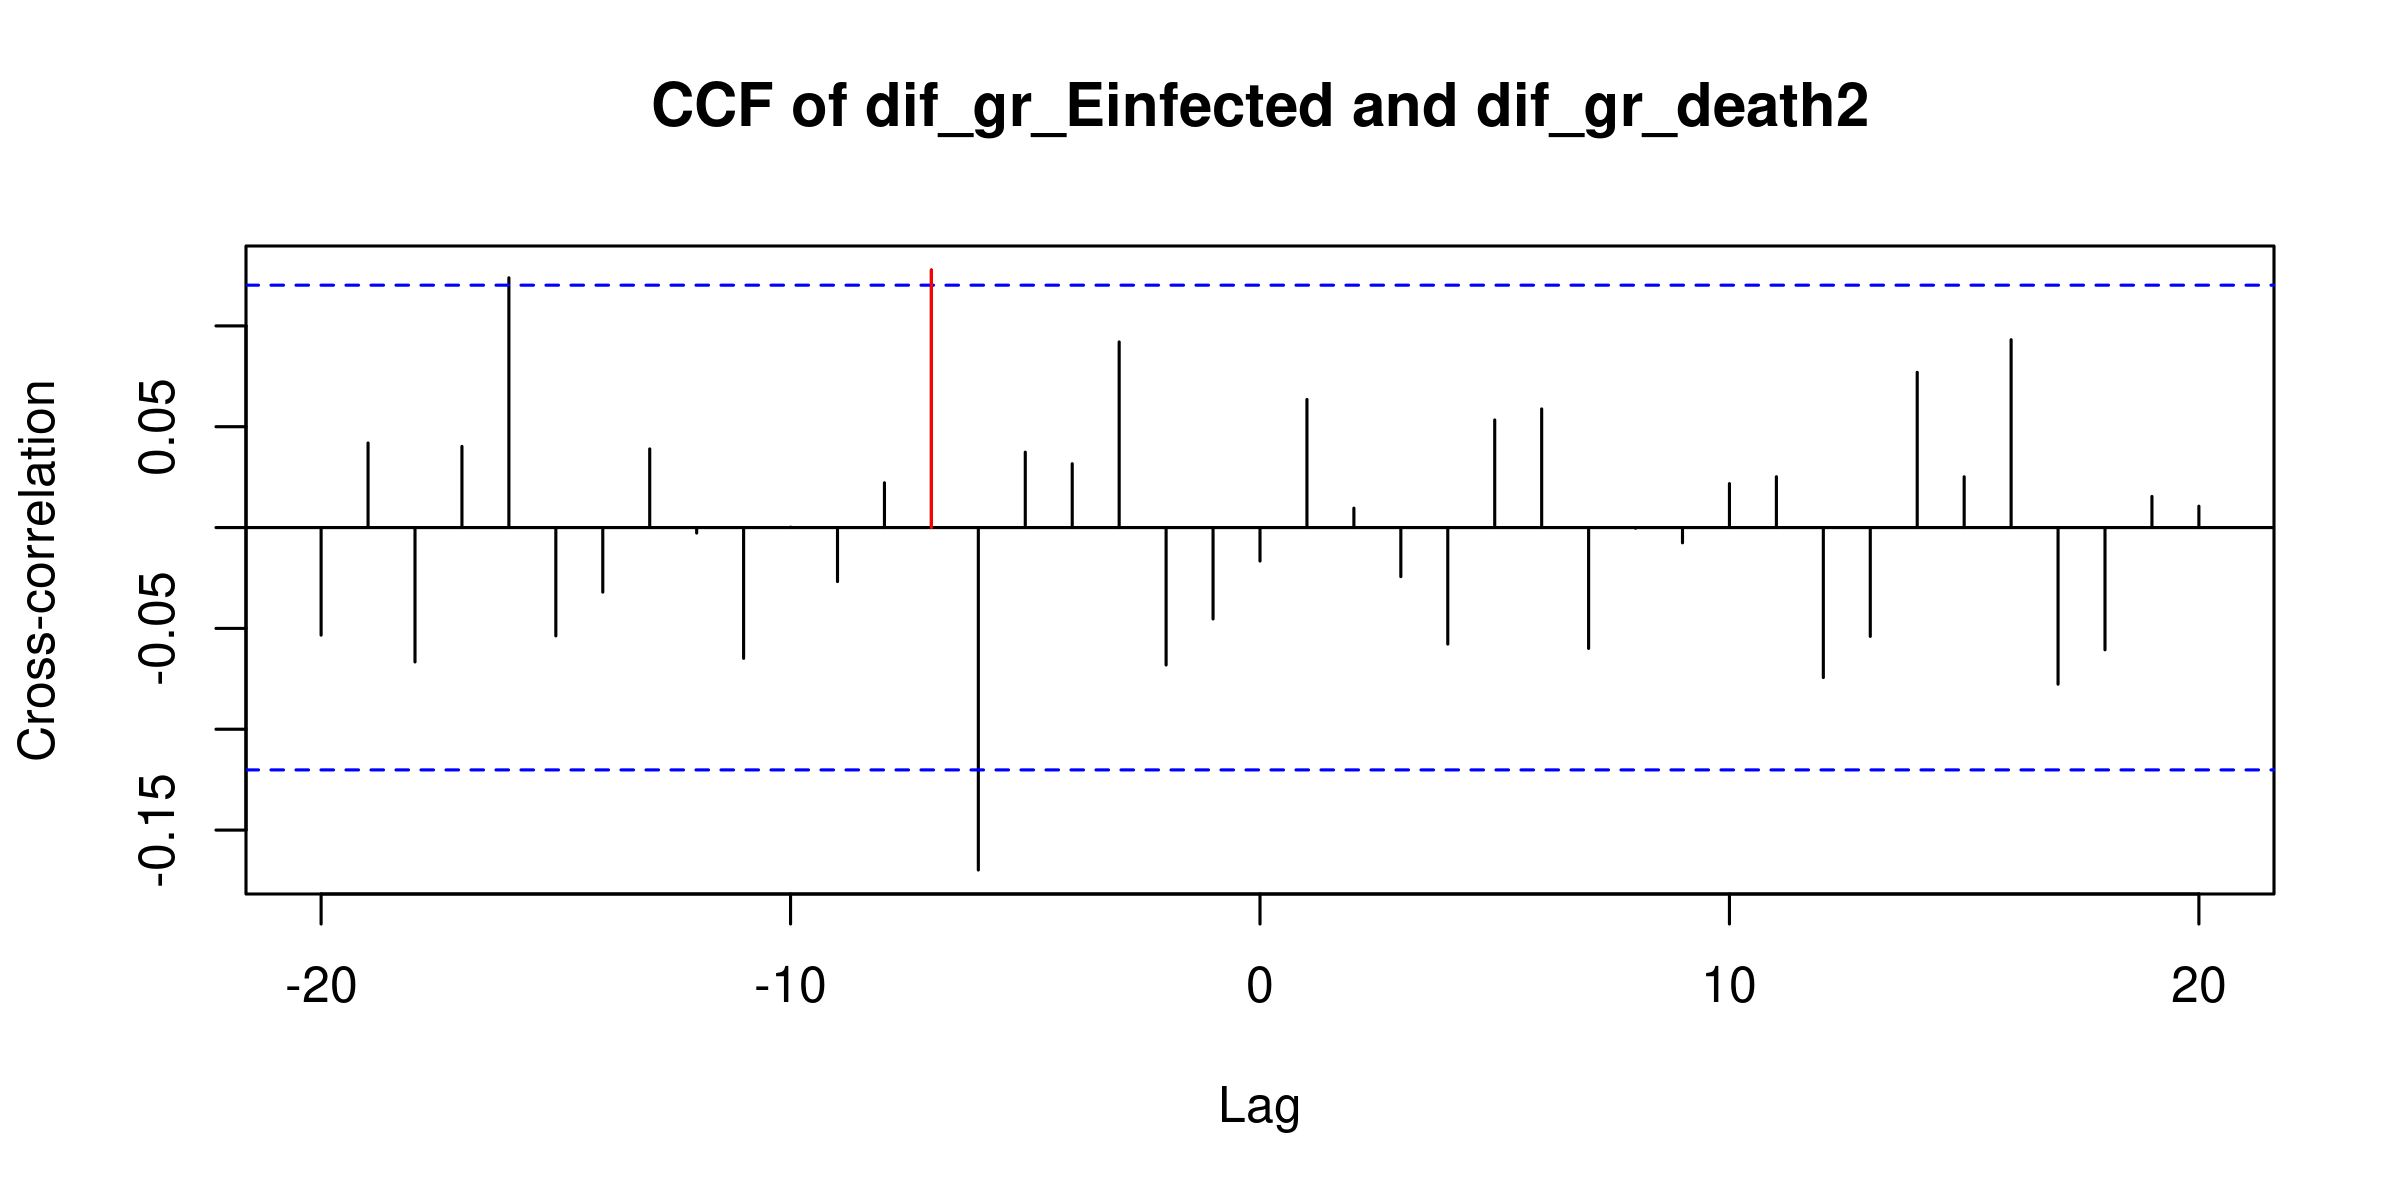 CCF of dif_gr_Einfected and dif_gr_death2
Cross-correlation
0.05
-0.05
-0.15
-20 -10 0 10 20
Lag